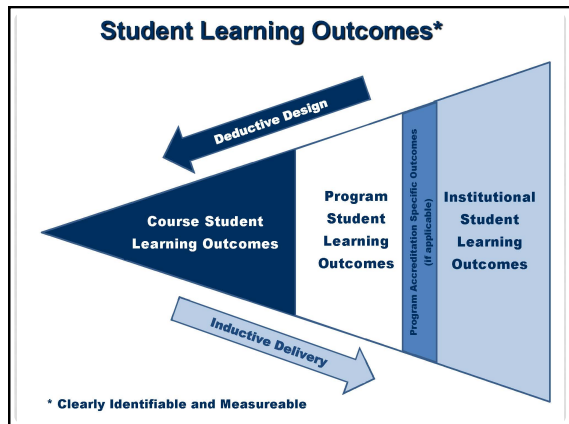 Student Learning Outcomes*
Deductive Design
Course Student
Learning Outcomes
Program
Student
Learning
Outcomes
Program Accreditation Specific Outcomes
(if applicable)
Institutional
Student
Learning
Outcomes
Inductive Delivery
* Clearly Identifiable and Measureable